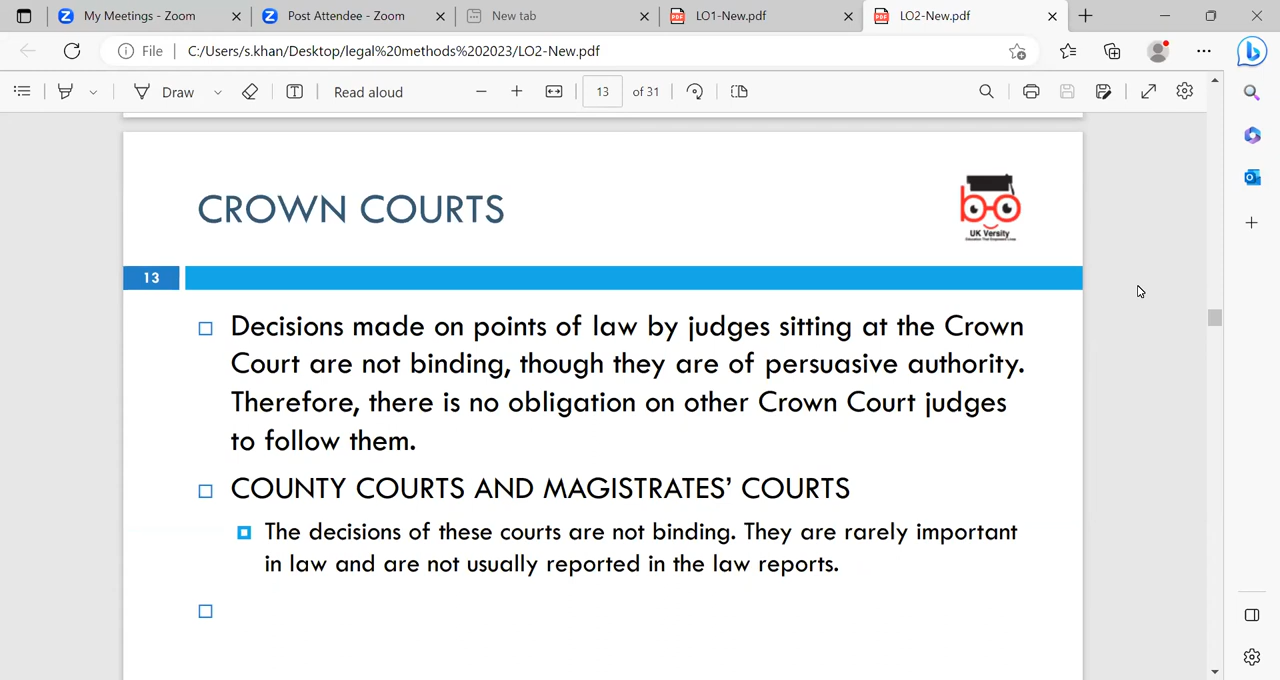 My Meetings - Zoom
Post Attendee - Zoom
New tab
LO1-New.pdf
LO2-New.pdf
File
C:/Users/s.khan/Desktop/legal%20methods%202023/LO2-New.pdf
Draw
Read aloud
13
of 31
CROWN COURTS
UK Versity
13
Decisions made on points of law by judges sitting at the Crown
Court are not binding, though they are of persuasive authority.
Therefore, there is no obligation on other Crown Court judges
to follow them.
COUNTY COURTS AND MAGISTRATES’ COURTS
The decisions of these courts are not binding. They are rarely important
in law and are not usually reported in the law reports.